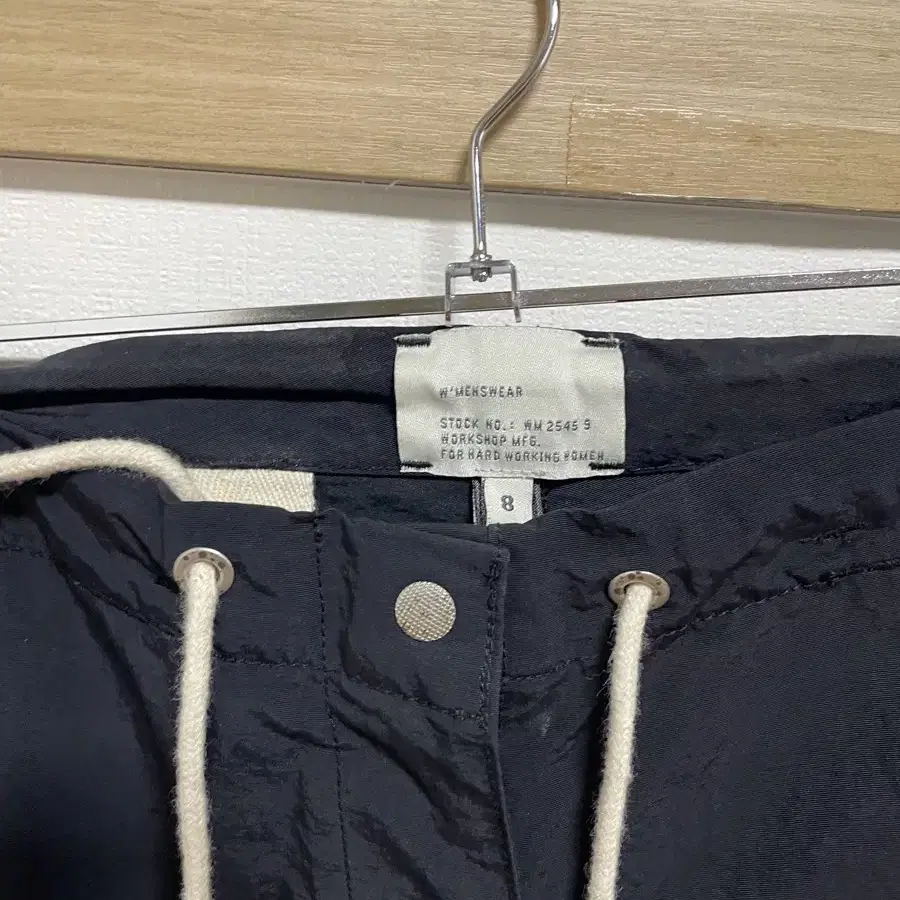 W'MENSWEAR
STOCK NO.: WM 2545 9
WORKSHOP MFG.
FOR HARD WORKING WOMEN
8